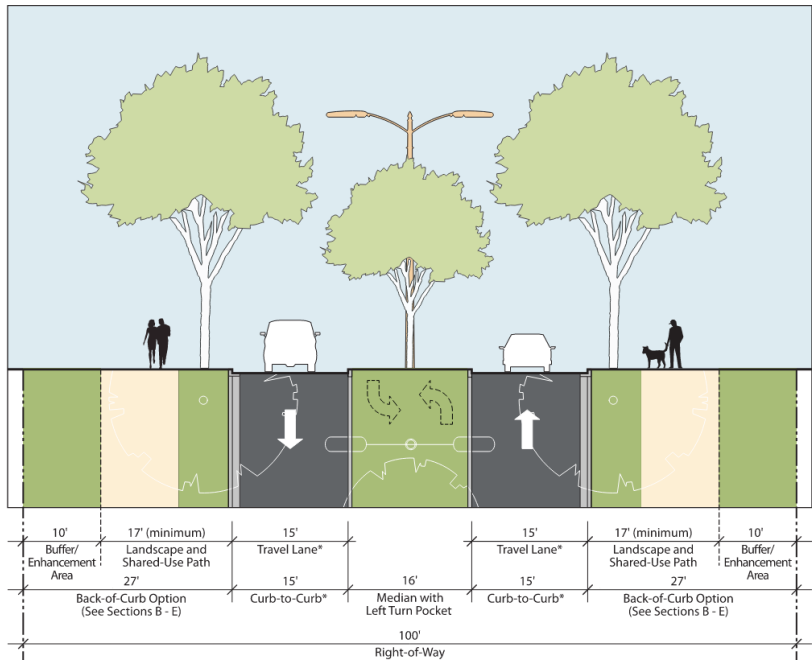 10'
17' (minimum)
15'
15'
17' (minimum)
10'
Buffer/
Enhancement
Area
Landscape and
Shared-Use Path
Travel Lane*
Travel Lane*
Landscape and
Shared-Use Path
Buffer/
Enhancement
Area
27'
15'
16'
15'
27'
Back-of-Curb Option
(See Sections B - E)
Curb-to-Curb*
Median with
Left Turn Pocket
Curb-to-Curb*
Back-of-Curb Option
(See Sections B - E)
100'
Right-of-Way